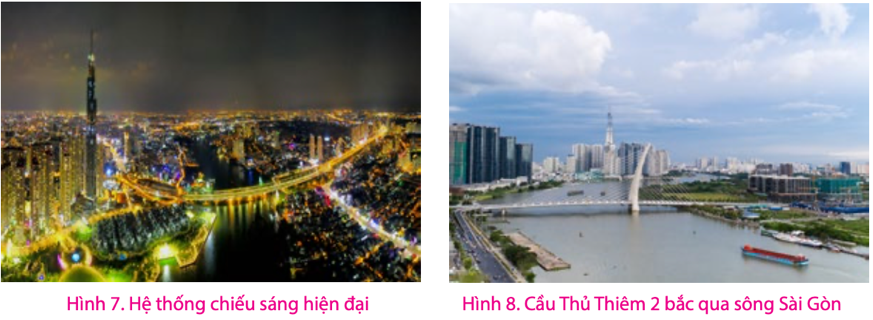 Hình 7. Hệ thống chiếu sáng hiện đại
Hình 8. Cầu Thủ Thiêm 2 bắc qua sông Sài Gòn